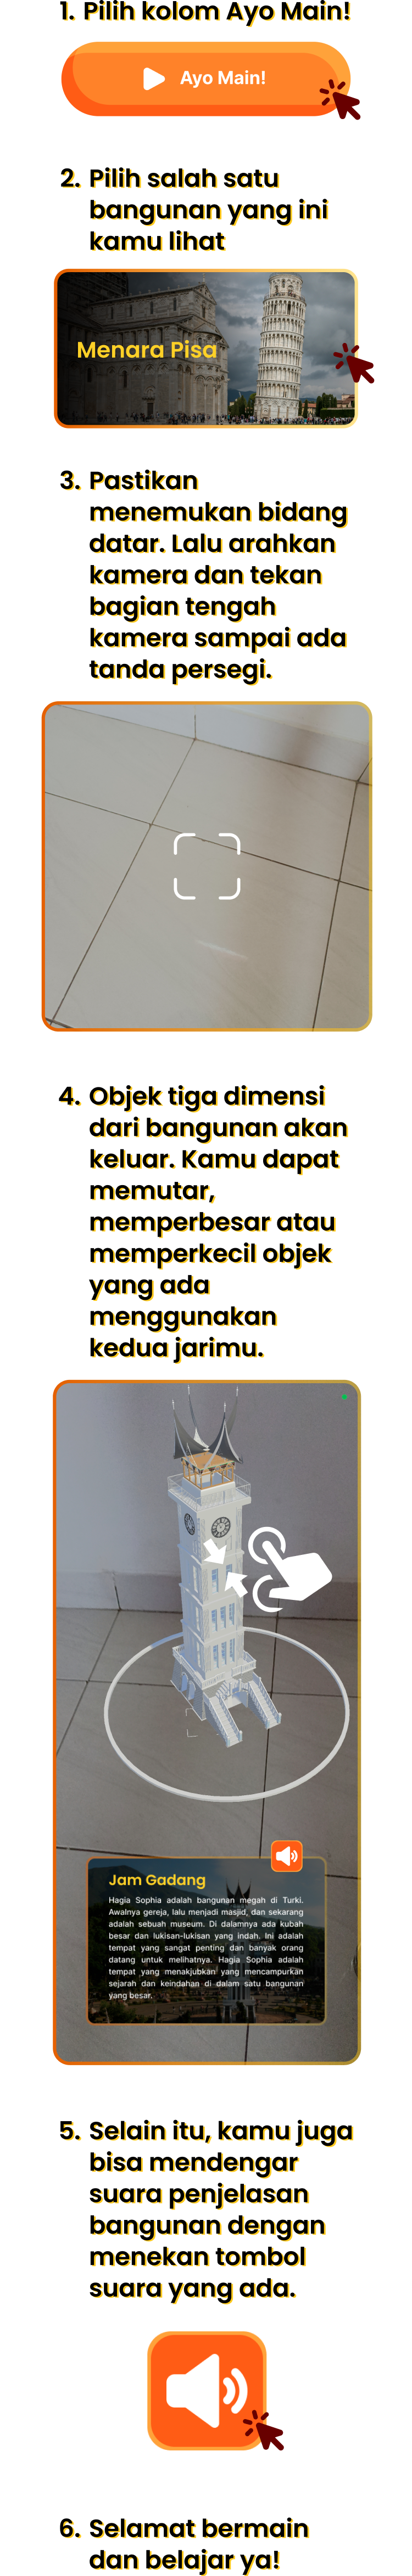 1. Pilih kolom Ayo Main!
Ayo Main!
2. Pilih salah satu
bangunan yang ini
kamu lihat
Menara Pisa
3. Pastikan
menemukan bidang
datar. Lalu arahkan
kamera dan tekan
bagian tengah
kamera sampai ada
tanda persegi.
4. Objek tiga dimensi
dari bangunan akan
keluar. Kamu dapat
memutar,
memperbesar atau
memperkecil objek
yang ada
menggunakan
kedua jarimu.
Jam Gadang
Hagia Sophia adalah bangunan megah di Turki.
Awalnya gereja, lalu menjadi masjid, dan sekarang
adalah sebuah museum. Di dalamnya ada kubah
besar dan lukisan-lukisan yang indah. Ini adalah
tempat yang sangat penting dan banyak orang
datang untuk melihatnya. Hagia Sophia adalah
tempat yang menakjubkan yang mencampurkan
sejarah dan keindahan di dalam satu bangunan
yang besar.
5. Selain itu, kamu juga
bisa mendengar
suara penjelasan
bangunan dengan
menekan tombol
suara yang ada.
6. Selamat bermain
dan belajar ya!